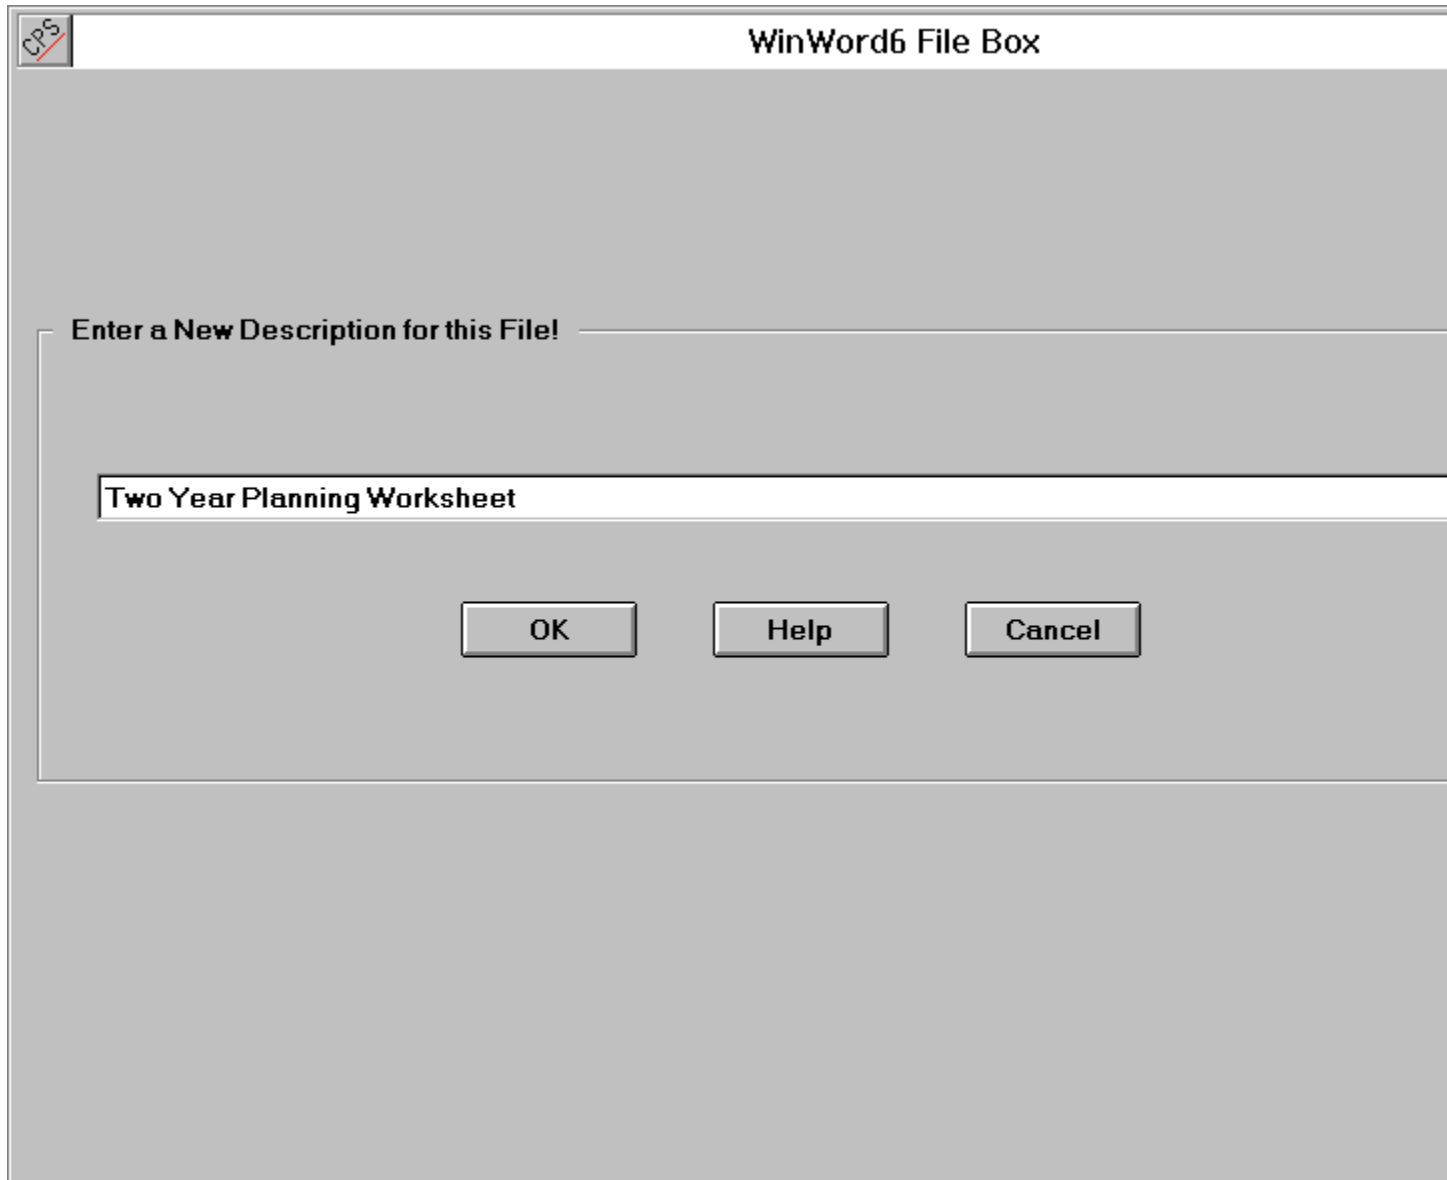 CPS
WinWord6 File Box
Enter a New Description for this File!
Two Year Planning Worksheet
OK Help Cancel